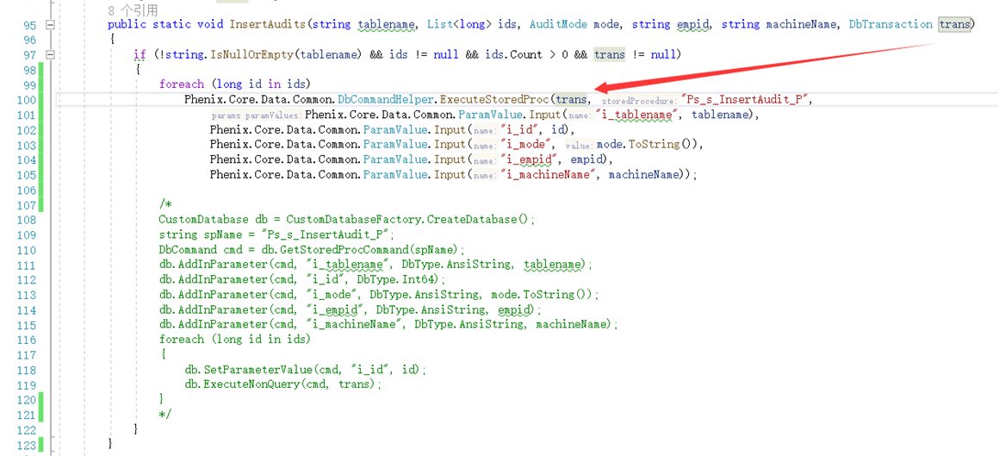 8 个引用
95 public static void InsertAudits(string tablename, List<long> ids, AuditMode mode, string empid, string machineName, DbTransaction trans)
96 {
97 if (!string.IsNullOrEmpty(tablename) && ids != null && ids.Count > 0 && trans != null)
98 {
99 foreach (long id in ids)
100 Phenix.Core.Data.Common.DbCommandHelper.ExecuteStoredProc(trans, storedProcedure: "Ps_s_InsertAudit_P",
101 params paramValues: Phenix.Core.Data.Common.ParamValue.Input(name: "i_tablename", tablename),
102 Phenix.Core.Data.Common.ParamValue.Input(name: "i_id", id),
103 Phenix.Core.Data.Common.ParamValue.Input(name: "i_mode", value: mode.ToString()),
104 Phenix.Core.Data.Common.ParamValue.Input(name: "i_empid", empid),
105 Phenix.Core.Data.Common.ParamValue.Input(name: "i_machineName", machineName));
106
107 /*
108 CustomDatabase db = CustomDatabaseFactory.CreateDatabase();
109 string spName = "Ps_s_InsertAudit_P";
110 DbCommand cmd = db.GetStoredProcCommand(spName);
111 db.AddInParameter(cmd, "i_tablename", DbType.AnsiString, tablename);
112 db.AddInParameter(cmd, "i_id", DbType.Int64);
113 db.AddInParameter(cmd, "i_mode", DbType.AnsiString, mode.ToString());
114 db.AddInParameter(cmd, "i_empid", DbType.AnsiString, empid);
115 db.AddInParameter(cmd, "i_machineName", DbType.AnsiString, machineName);
116 foreach (long id in ids)
117 {
118 db.SetParameterValue(cmd, "i_id", id);
119 db.ExecuteNonQuery(cmd, trans);
120 }
121 */
122 }
123 }